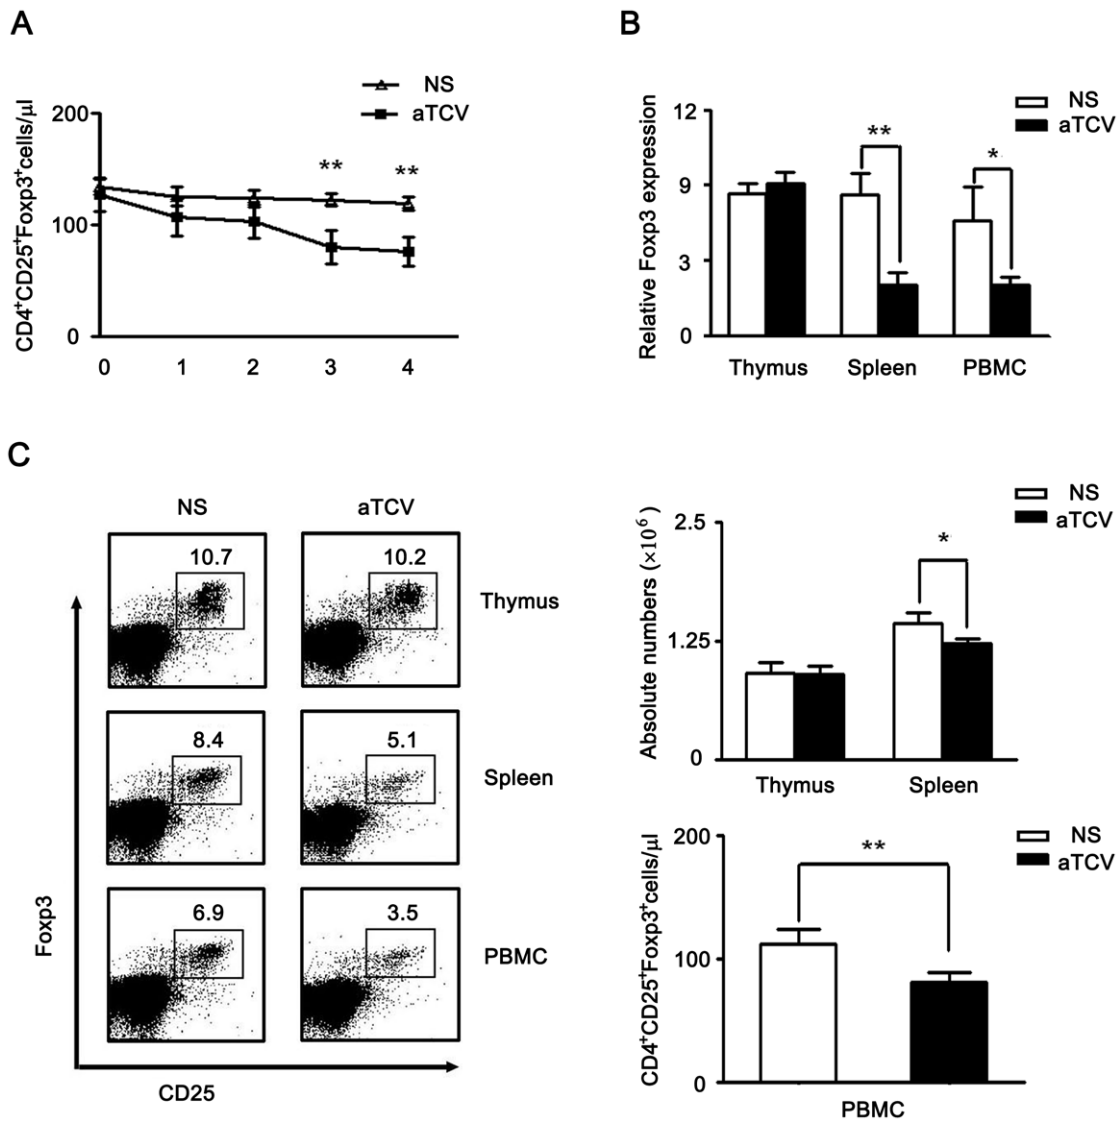 A
NS
aTCV
CD4⁺CD25⁺Foxp3⁺cells/μl
200
100
0
** **
0 1 2 3 4
B
NS
aTCV
Relative Foxp3 expression
12
9
3
0
** *
Thymus Spleen PBMC
C
NS aTCV
10.7 10.2
Thymus
8.4 5.1
Spleen
6.9 3.5
PBMC
Foxp3
CD25
NS
aTCV
Absolute numbers (×10⁶)
2.5
1.25
0
*
Thymus Spleen
NS
aTCV
CD4⁺CD25⁺Foxp3⁺cells/μl
200
100
0
**
PBMC